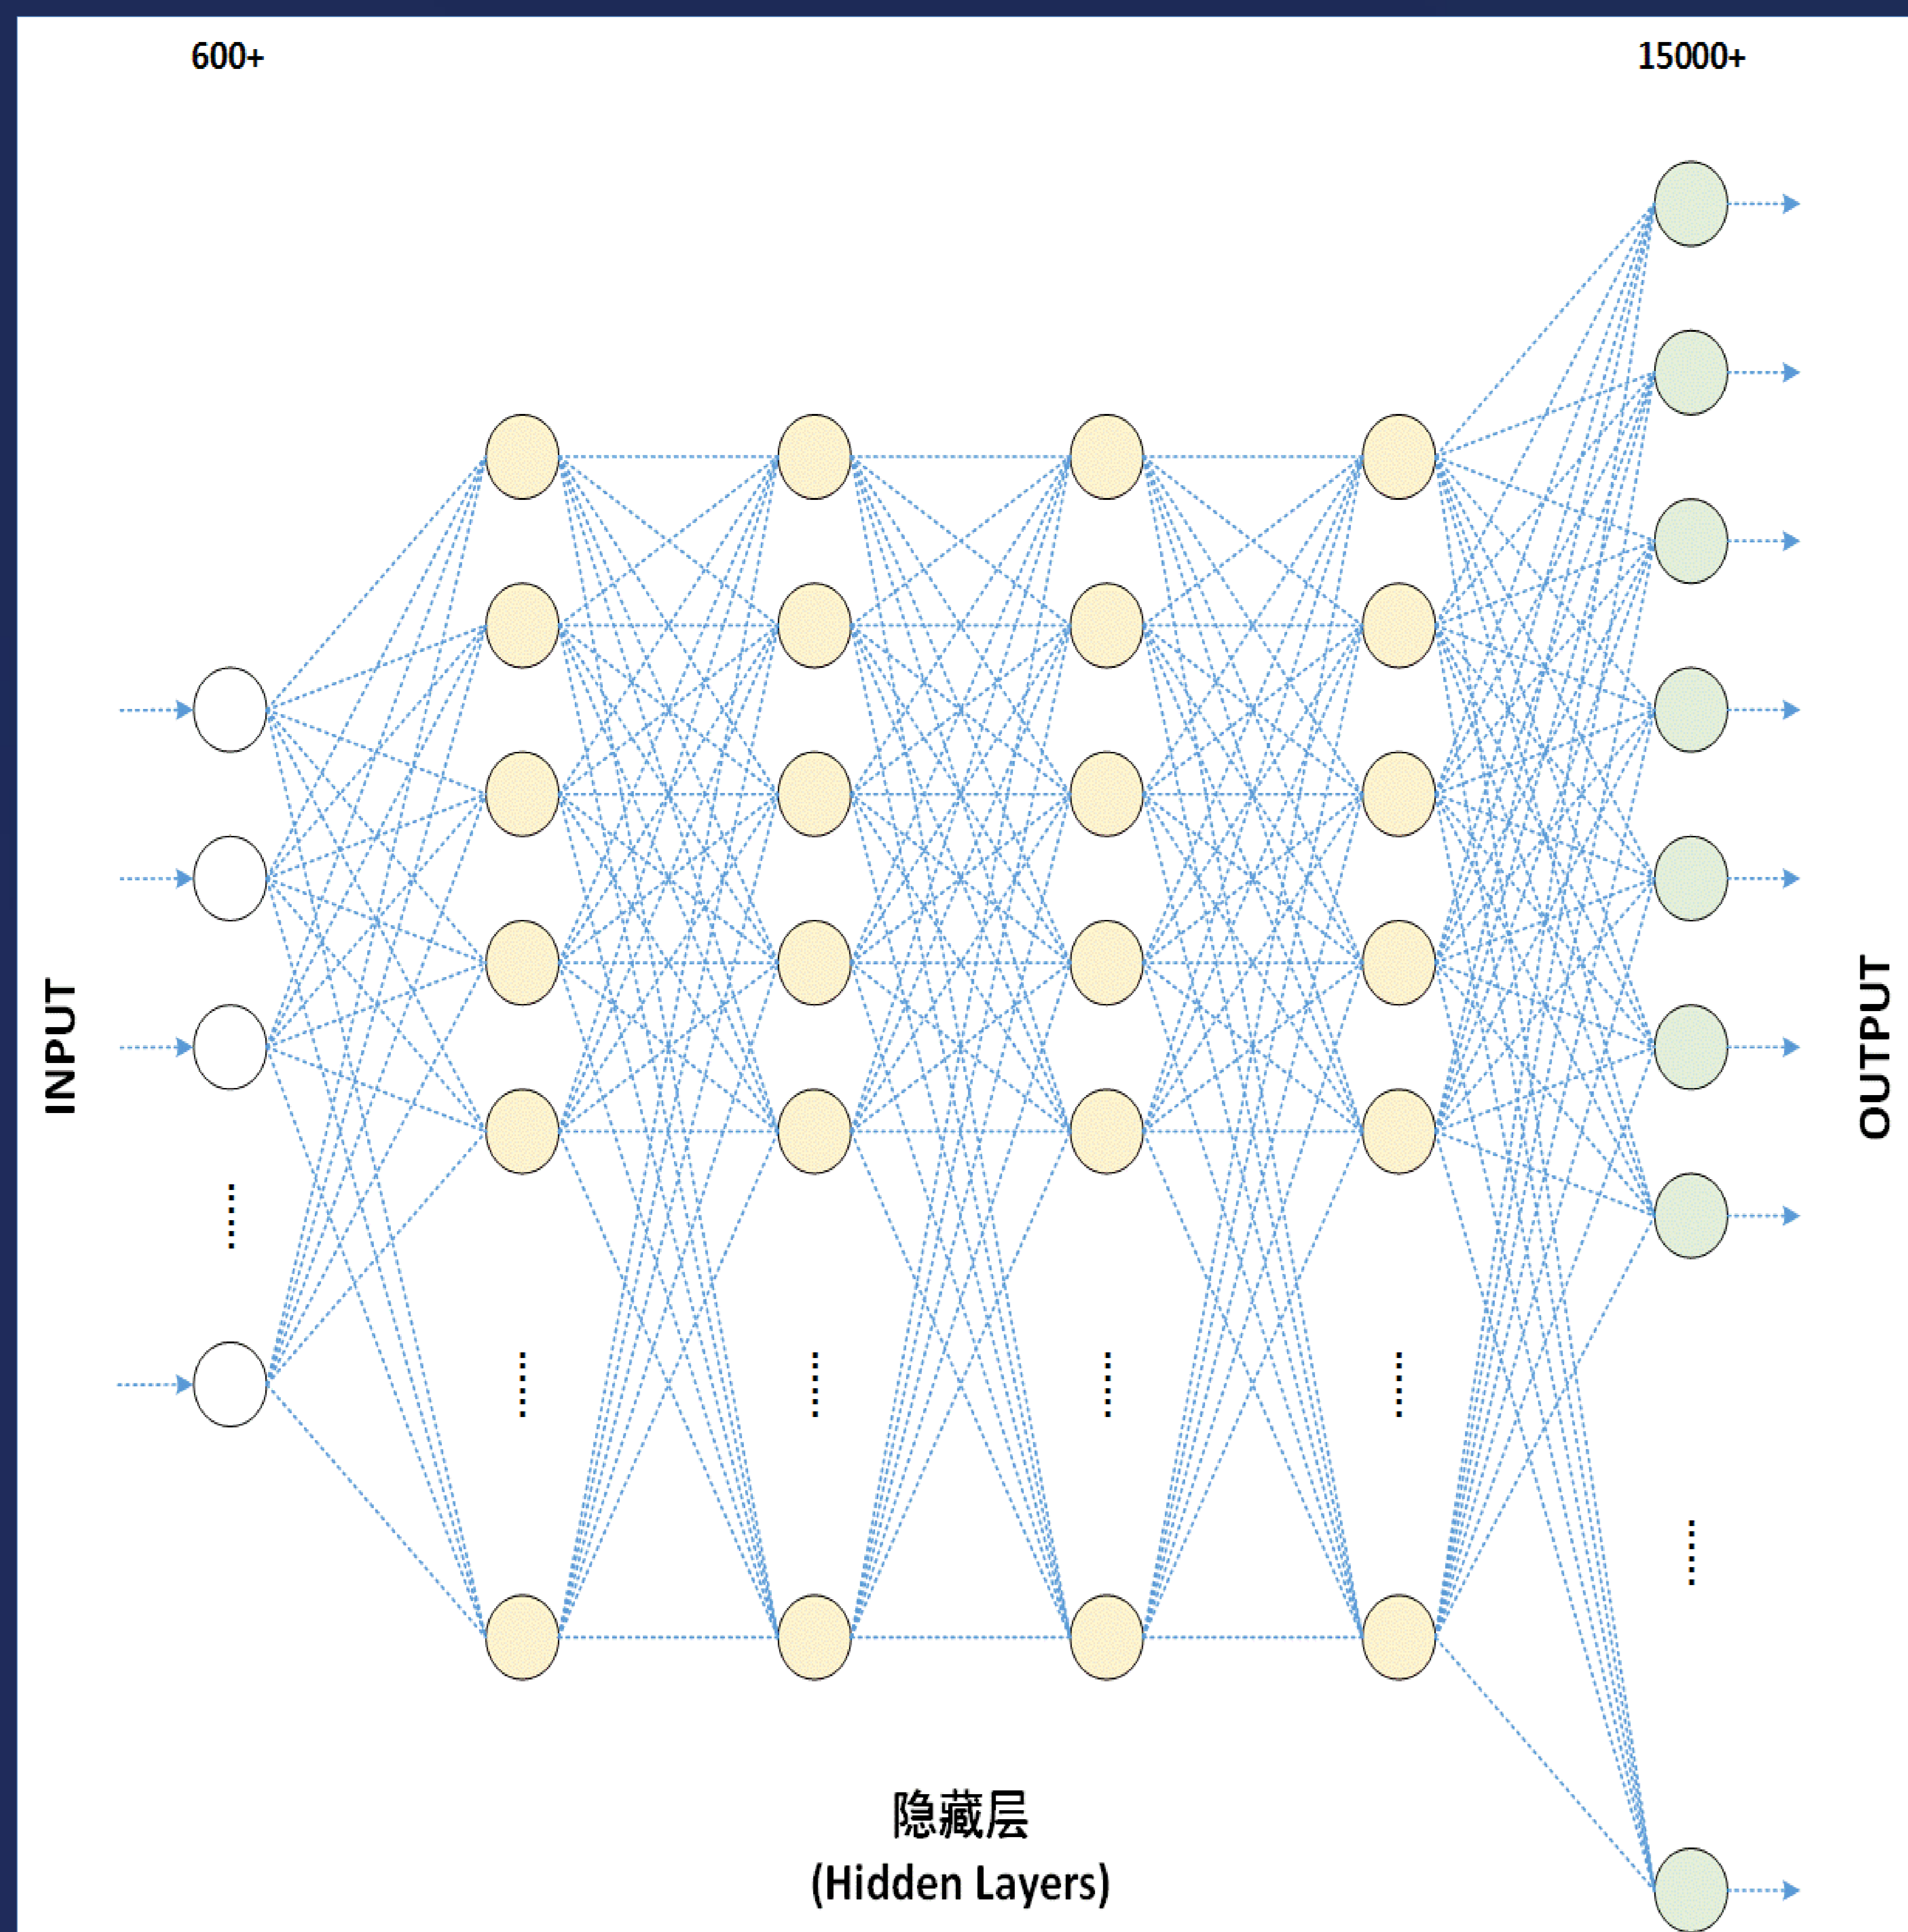 600+
15000+
INPUT
OUTPUT
隐藏层
(Hidden Layers)